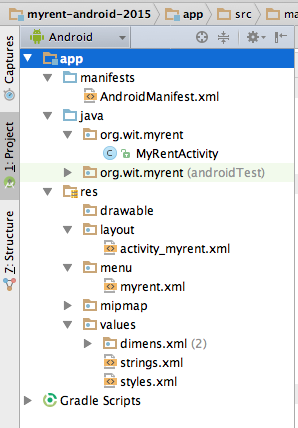 myrent-android-2015 app src ma
Android
Captures
1: Project
7: Structure
app
manifests
AndroidManifest.xml
java
org.wit.myrent
MyRentActivity
org.wit.myrent (androidTest)
res
drawable
layout
activity_myrent.xml
menu
myrent.xml
mipmap
values
dimens.xml (2)
strings.xml
styles.xml
Gradle Scripts